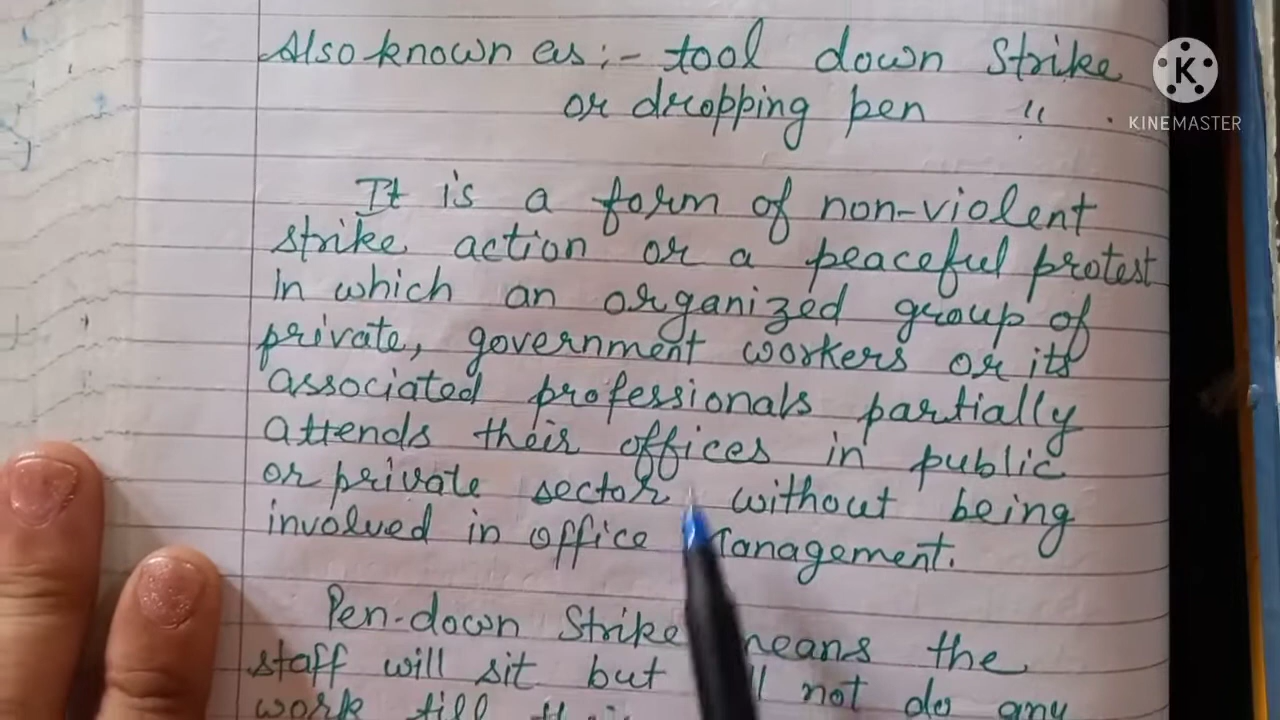 Also known as :- tool down Strike
or dropping pen " .
It is a form of non-violent
strike action or a peaceful protest
in which an organized group of
private, government workers or its
associated professionals partially
attends their offices in public
or private sector without being
involved in office management.
Pen-down Strike means the
staff will sit but will not do any
work till
K
KINEMASTER